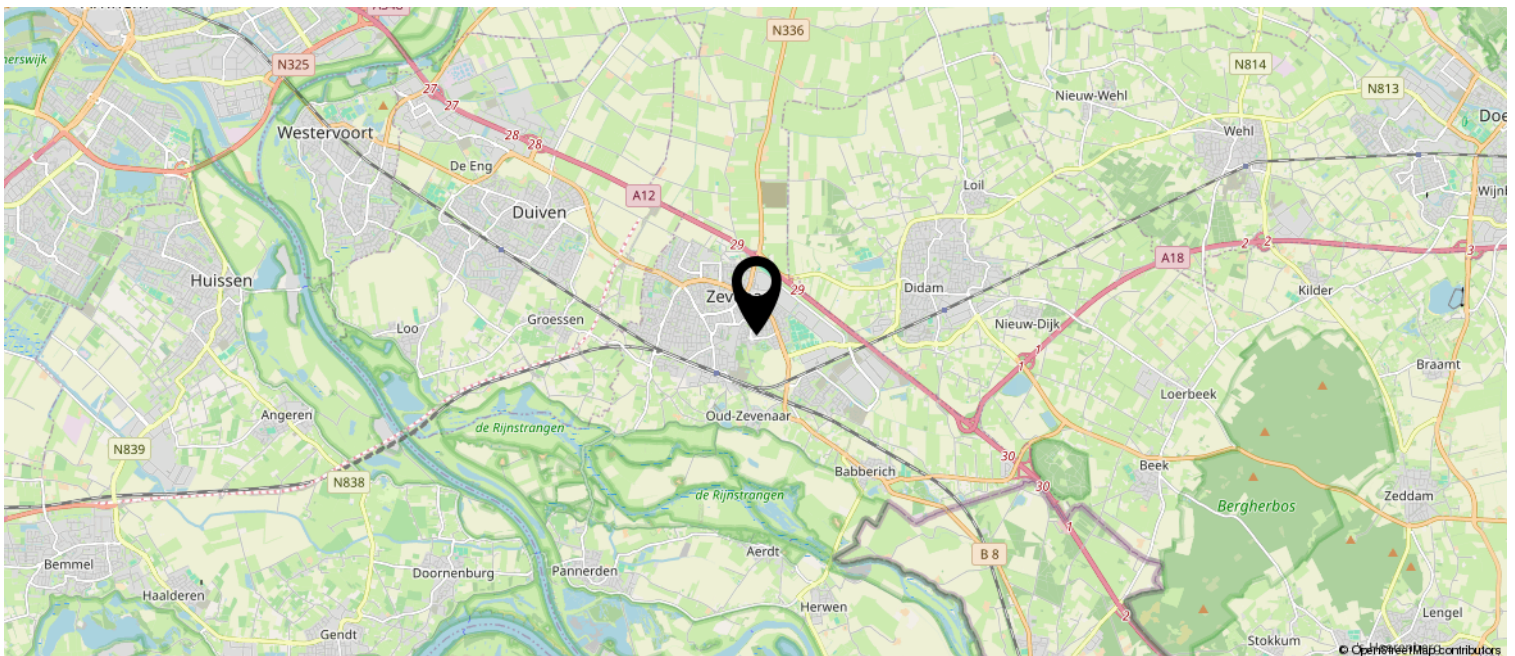 A348
N336
N325
N814
nerswijk
27
27
Nieuw-Wehl
N813
Doe
28
28
Westervoort
Wehl
De Eng
Loil
A12
Wijnb
Duiven
29
2
2
3
A18
Huissen
29
Didam
Kilder
Zeve
Groessen
Loo
Nieuw-Dijk
1
1
Braamt
Loerbeek
Angeren
Oud-Zevenaar
de Rijnstrangen
N839
30
Beek
Babberich
N838
30
de Rijnstrangen
Zeddam
Bergherbos
1
B 8
Aerdt
Bemmel
Doornenburg
Pannerden
Haalderen
Herwen
Lengel
2
Gendt
Stokkum
© OpenStreetMap contributors